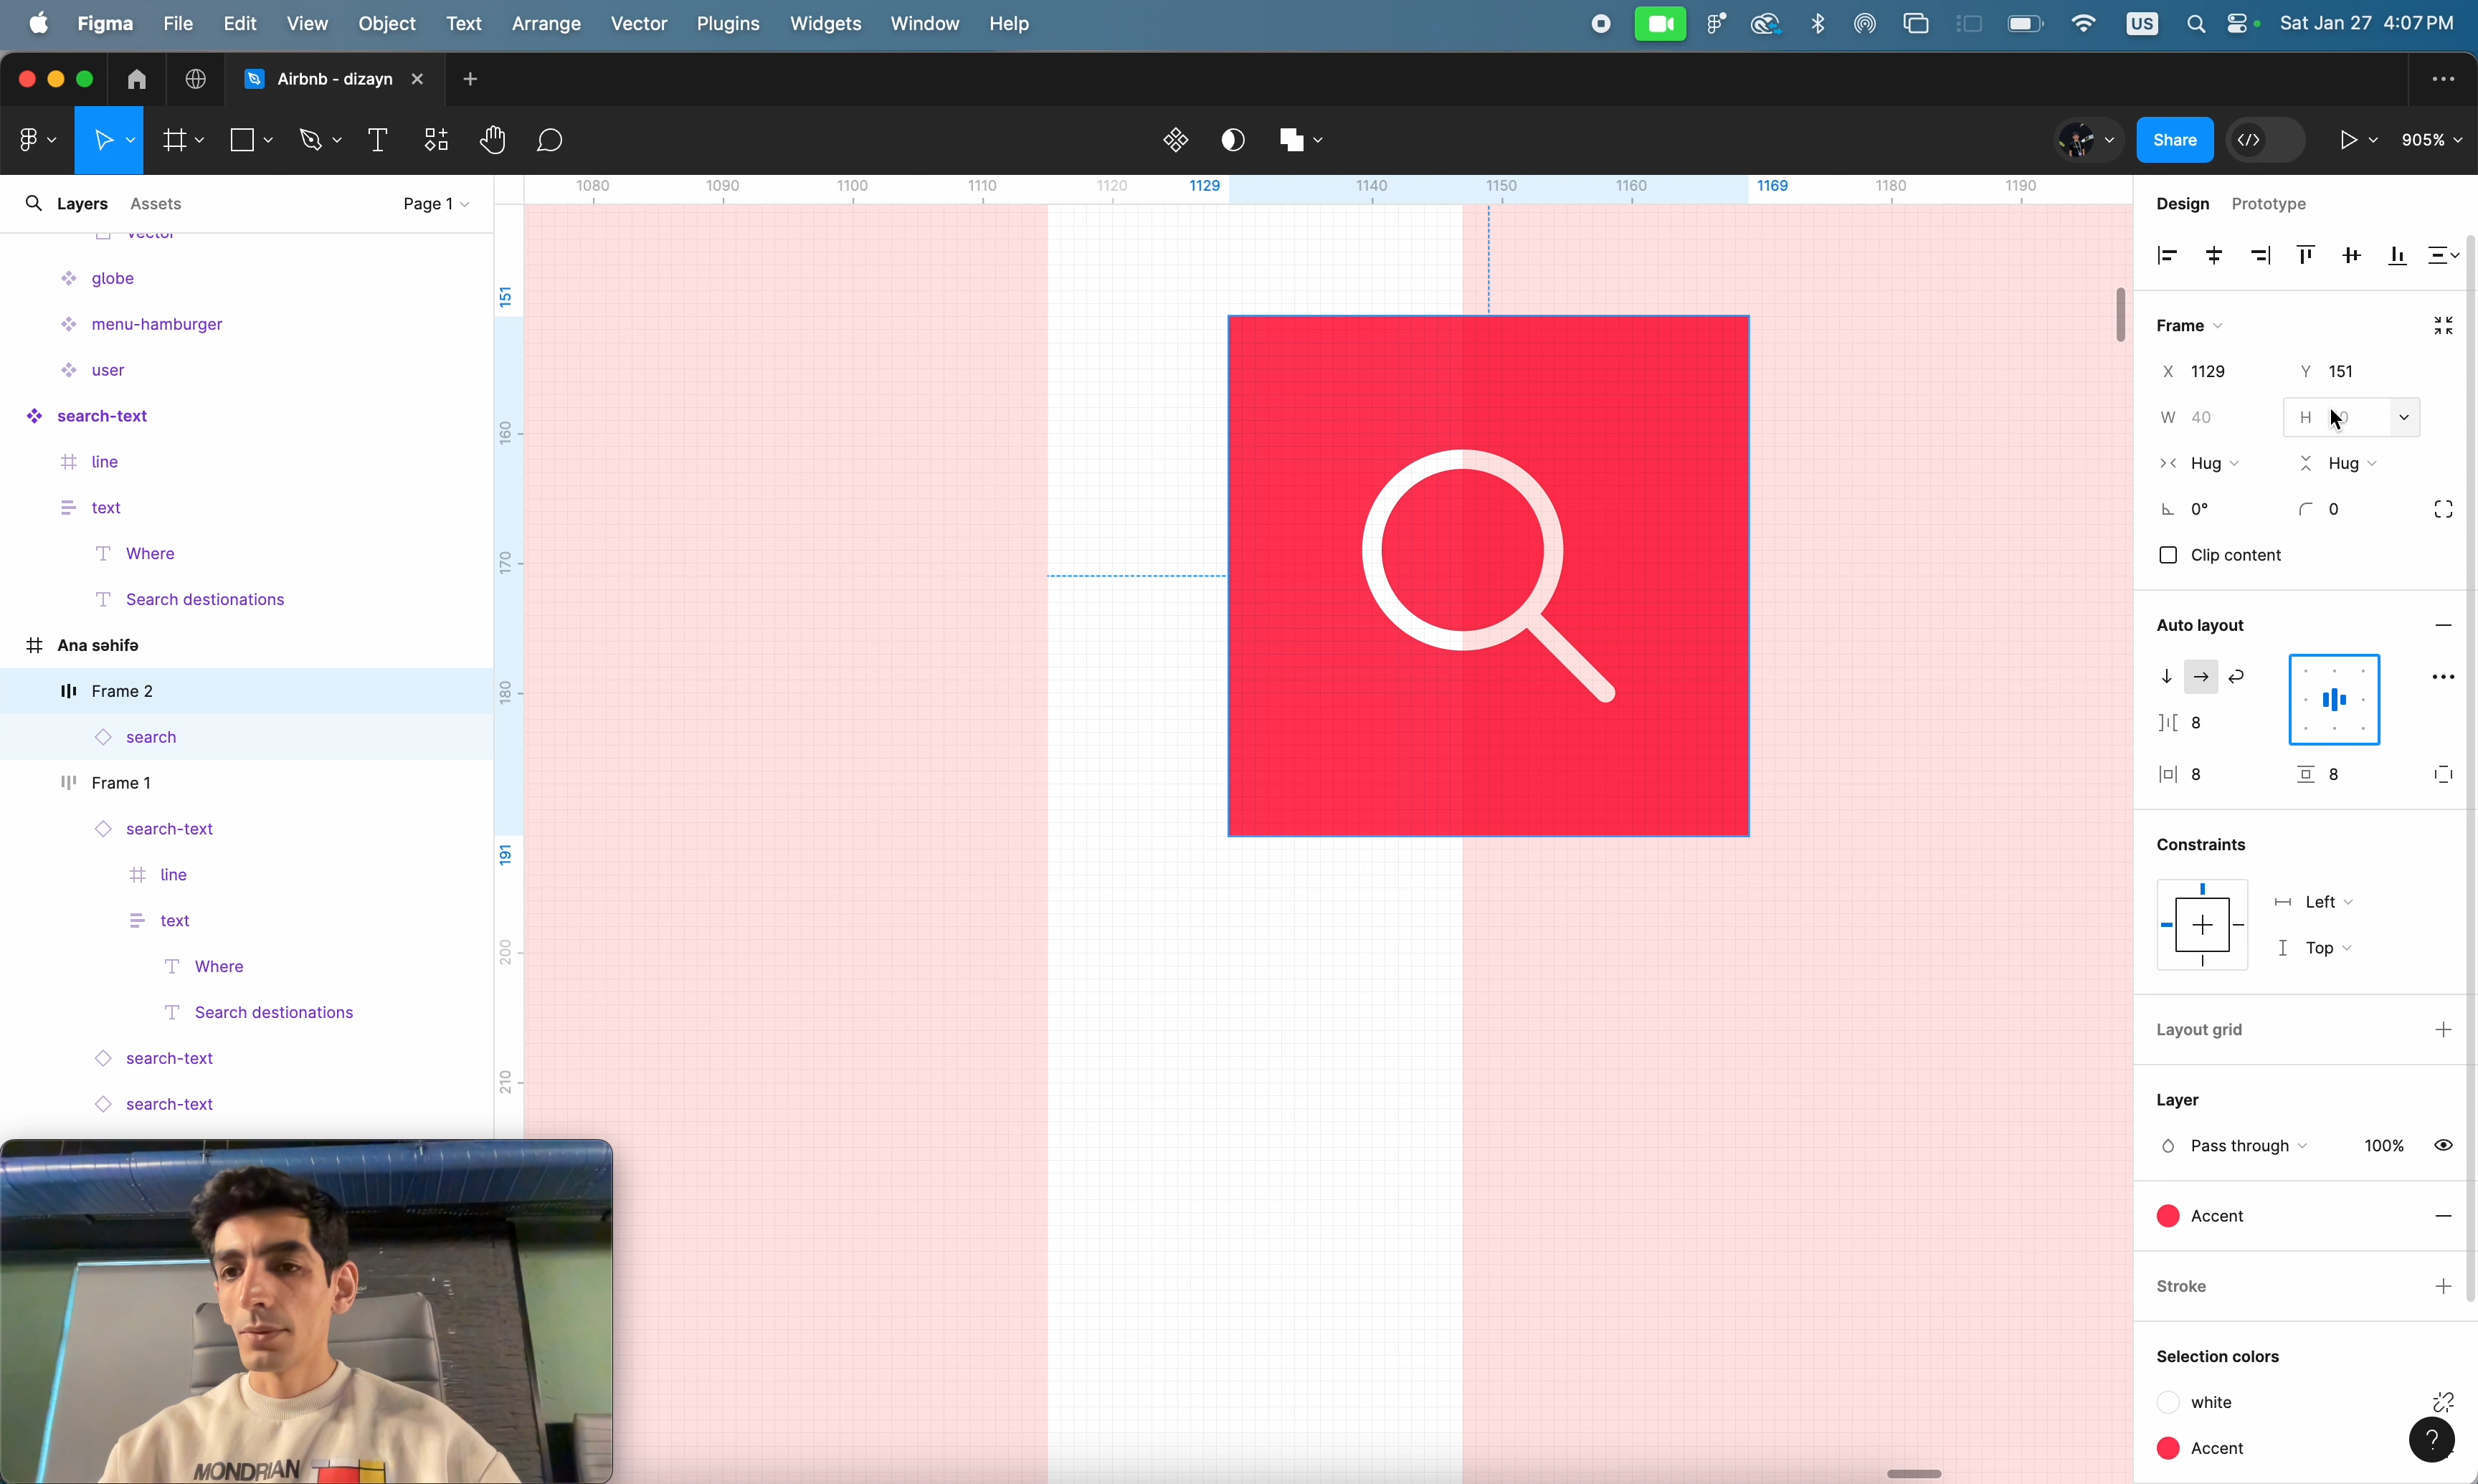 Figma File Edit View Object Text Arrange Vector Plugins Widgets Window Help US Sat Jan 27 4:07 PM
Airbnb - dizayn
Share 905%
Layers Assets Page 1
1080 1090 1100 1110 1120 1129 1140 1150 1160 1169 1180 1190
Design Prototype
globe
menu-hamburger
user
search-text
line
text
Where
Search destionations
Ana səhifə
Frame 2
search
Frame 1
search-text
line
text
Where
Search destionations
search-text
search-text
151
160
170
180
191
200
210
Frame
X 1129 Y 151
W 40 H
Hug Hug
0° 0
Clip content
Auto layout
8
8 8
Constraints
Left
Top
Layout grid
Layer
Pass through 100%
Accent
Stroke
Selection colors
white
Accent
?
MONDRIAN